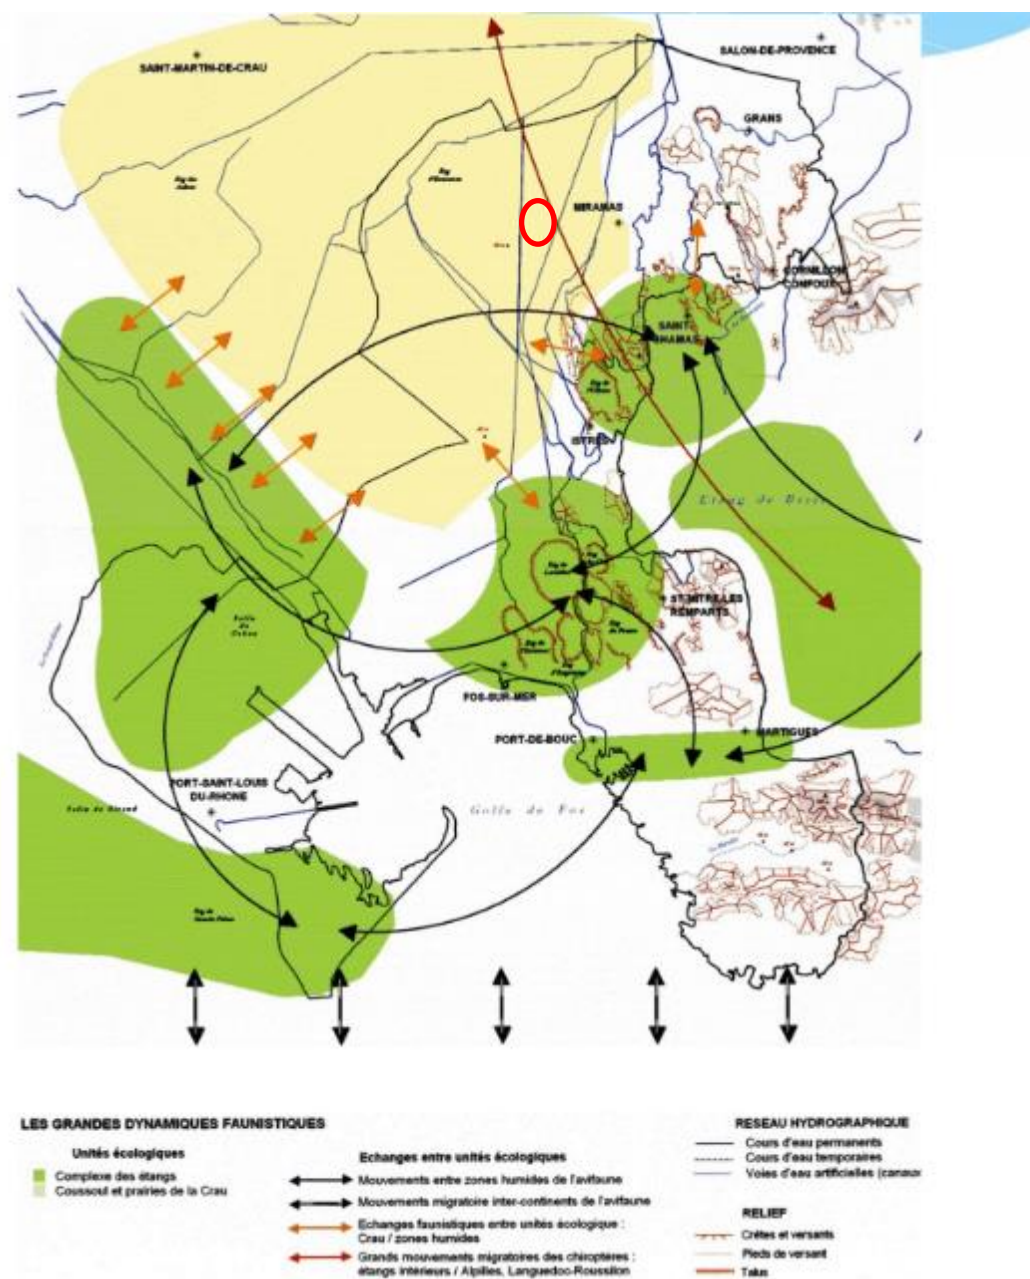 SALON-DE-PROVENCE
SAINT-MARTIN-DE-CRAU
GRANS
MIRAMAS
CORNILLON
CONFOUX
SAINT
CHAMAS
ISTRES
Etang de Berre
ST-MITRE-LES
REMPARTS
FOS-SUR-MER
PORT-DE-BOUC
MARTIGUES
PORT-SAINT-LOUIS
DU-RHONE
Golfe de Fos
LES GRANDES DYNAMIQUES FAUNISTIQUES
Unités écologiques
Complexe des étangs
Coussoul et prairies de la Crau
Echanges entre unités écologiques
Mouvements entre zones humides de l'avifaune
Mouvements migratoire inter-continents de l'avifaune
Echanges faunistiques entre unités écologique :
Crau / zones humides
Grands mouvements migratoires des chiroptères :
étangs intérieurs / Alpilles, Languedoc-Roussillon
RESEAU HYDROGRAPHIQUE
Cours d'eau permanents
Cours d'eau temporaires
Voies d'eau artificielles (canaux
RELIEF
Crêtes et versants
Pieds de versant
Talus